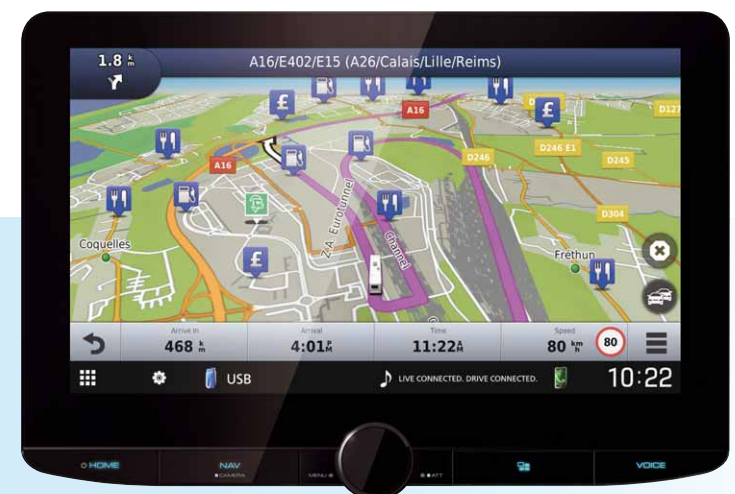 1.8 km
A16/E402/E15 (A26/Calais/Lille/Reims)
A16
D127
D246
D246 E1
D245
A16
D304
Z.A. Eurotunnel
Channel
Coquelles
Frethun
Arrive in
468 km
Arrival
4:01PM
Time
11:22AM
Speed
80 km/h
80
USB
LIVE CONNECTED. DRIVE CONNECTED.
10:22
HOME
NAV
CAMERA
MENU
ATT
VOICE